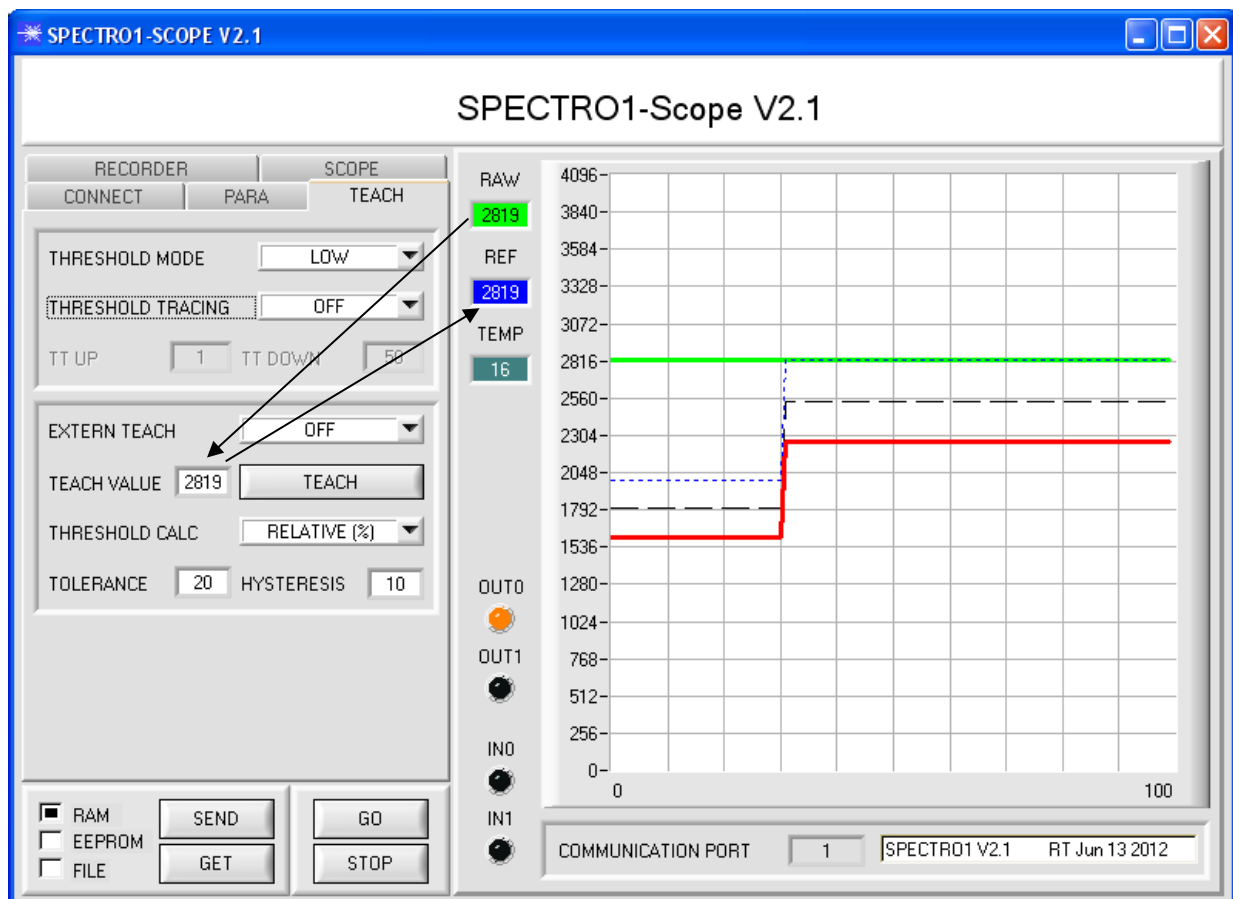 SPECTRO1-SCOPE V2.1
SPECTRO1-Scope V2.1
RECORDER SCOPE
CONNECT PARA TEACH
THRESHOLD MODE LOW
THRESHOLD TRACING OFF
TT UP 1 TT DOWN 50
EXTERN TEACH OFF
TEACH VALUE 2819 TEACH
THRESHOLD CALC RELATIVE (%)
TOLERANCE 20 HYSTERESIS 10
RAM
EEPROM
FILE
SEND
GET
GO
STOP
RAW
2819
REF
2819
TEMP
16
OUT0
OUT1
IN0
IN1
4096
3840
3584
3328
3072
2816
2560
2304
2048
1792
1536
1280
1024
768
512
256
0
0 100
COMMUNICATION PORT 1 SPECTRO1 V2.1 RT Jun 13 2012